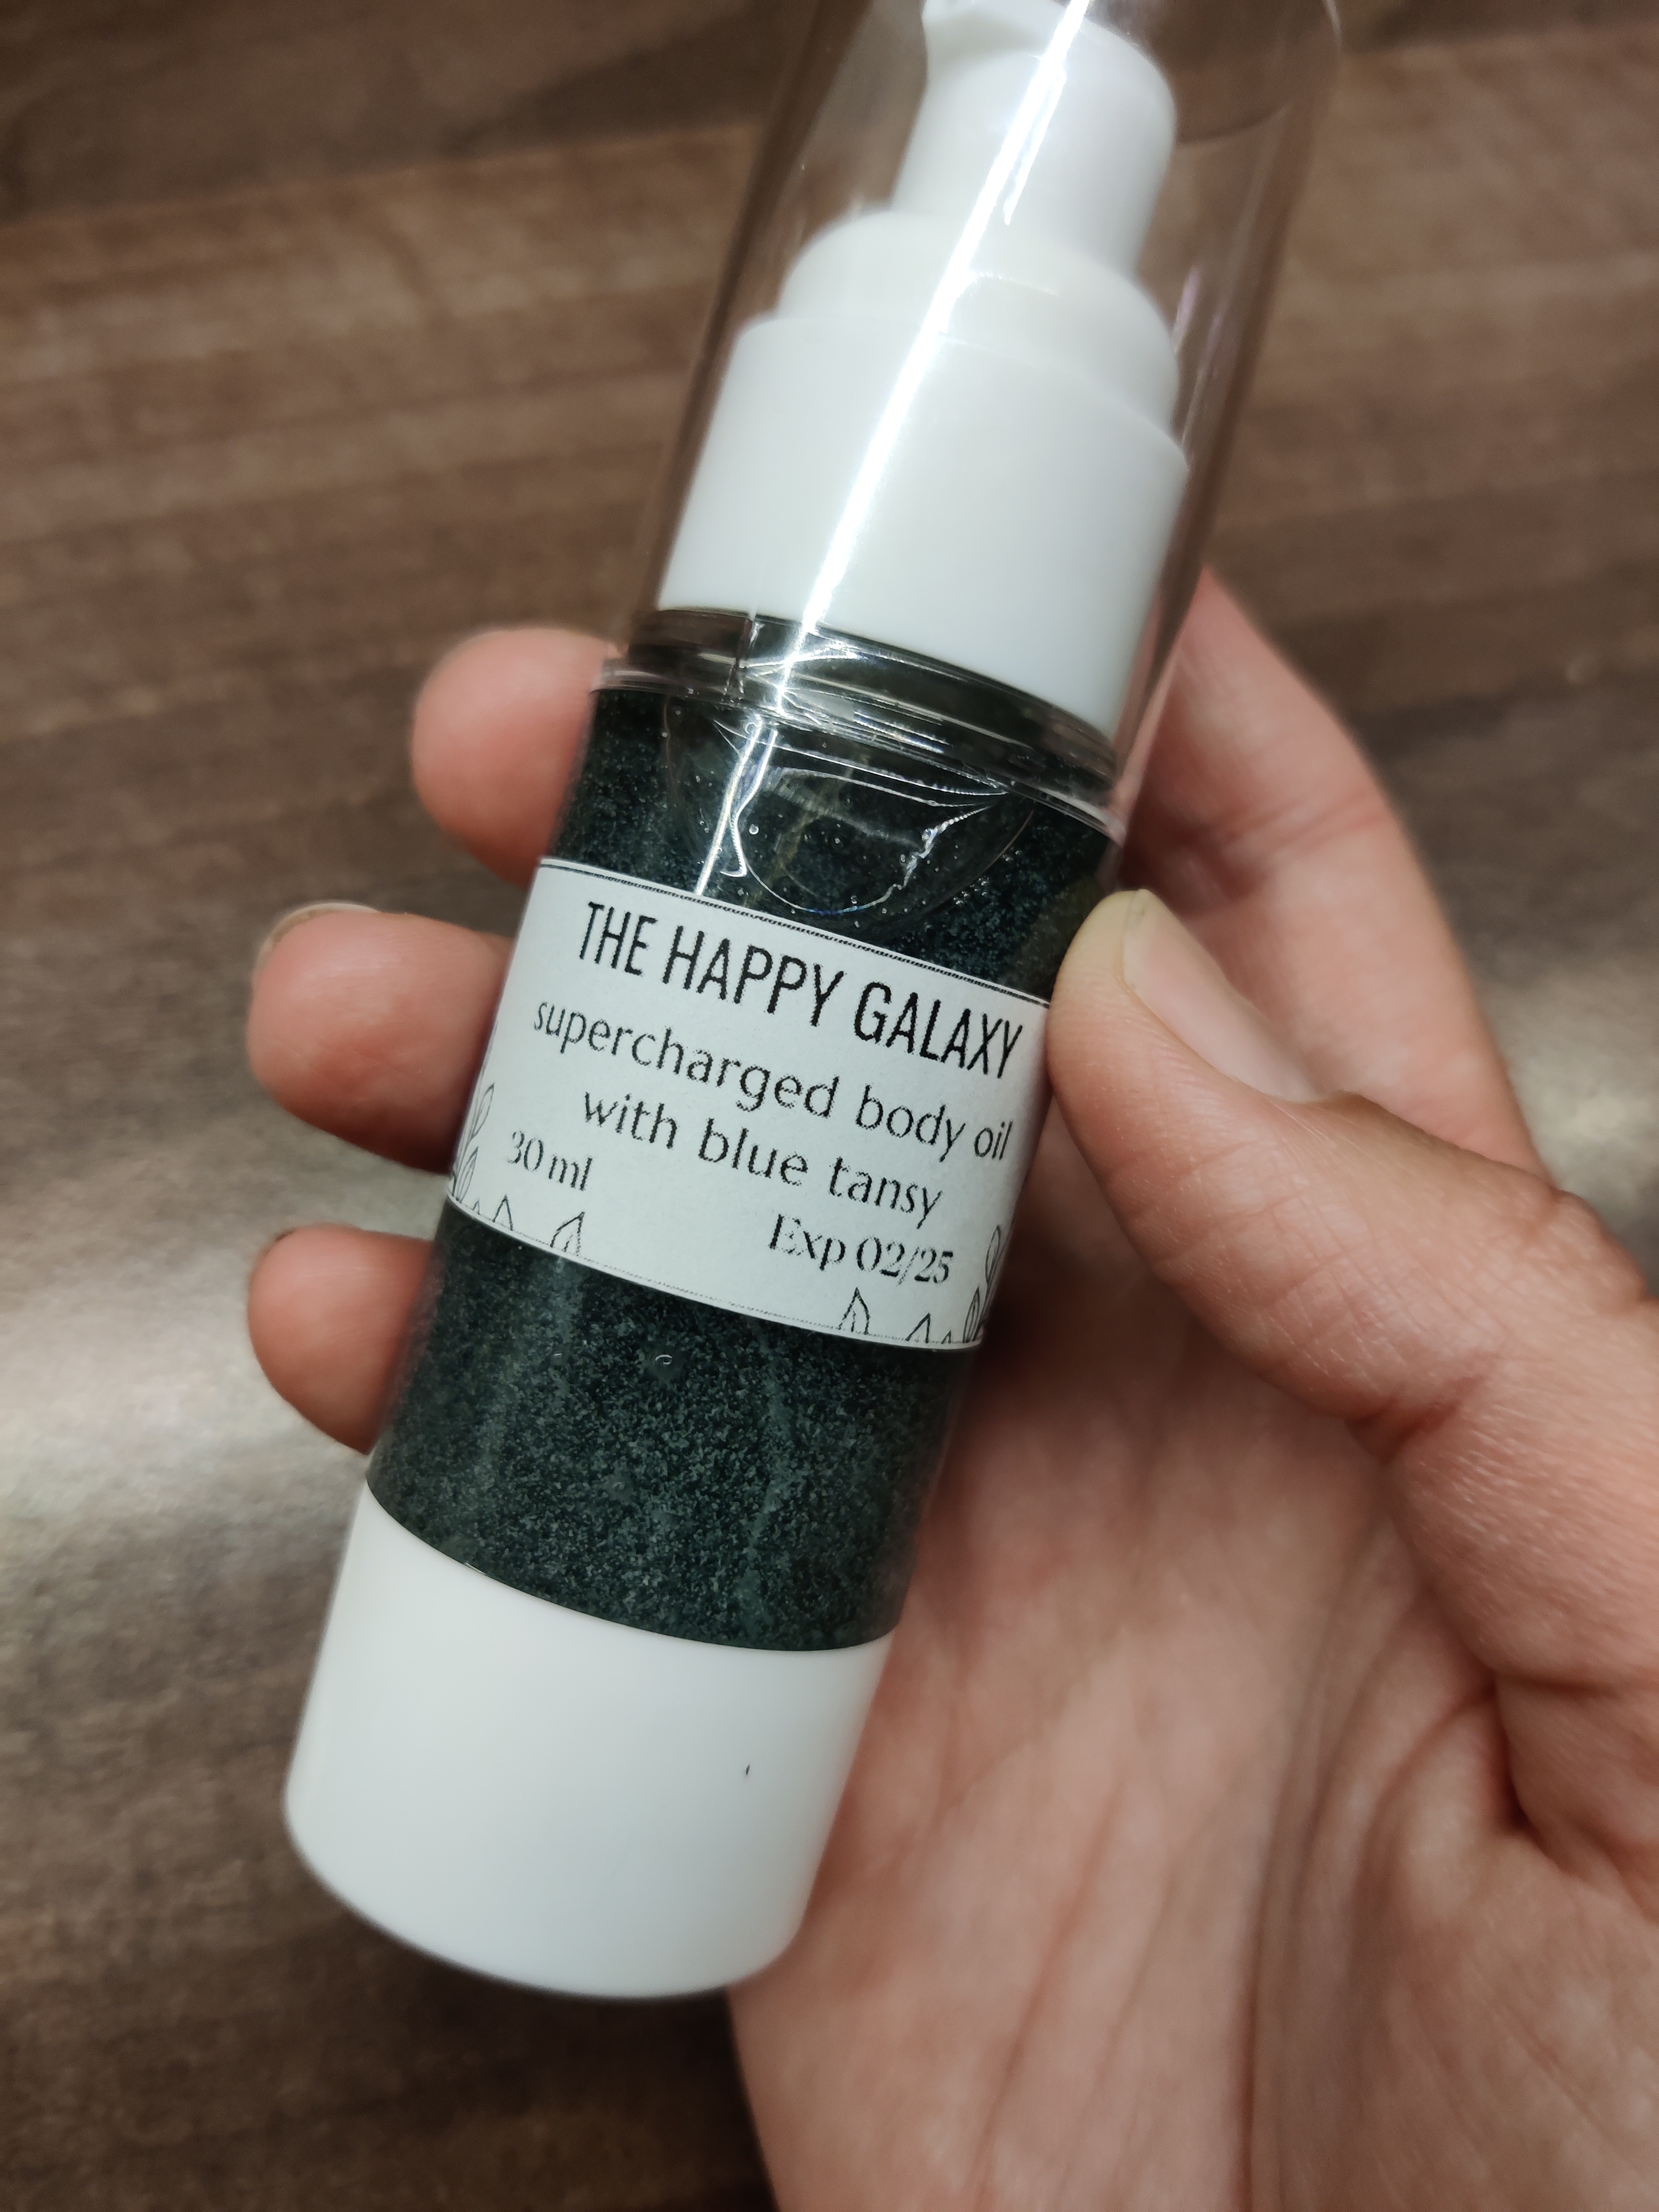 THE HAPPY GALAXY
supercharged body oil
with blue tansy
30 ml
Exp 02/25